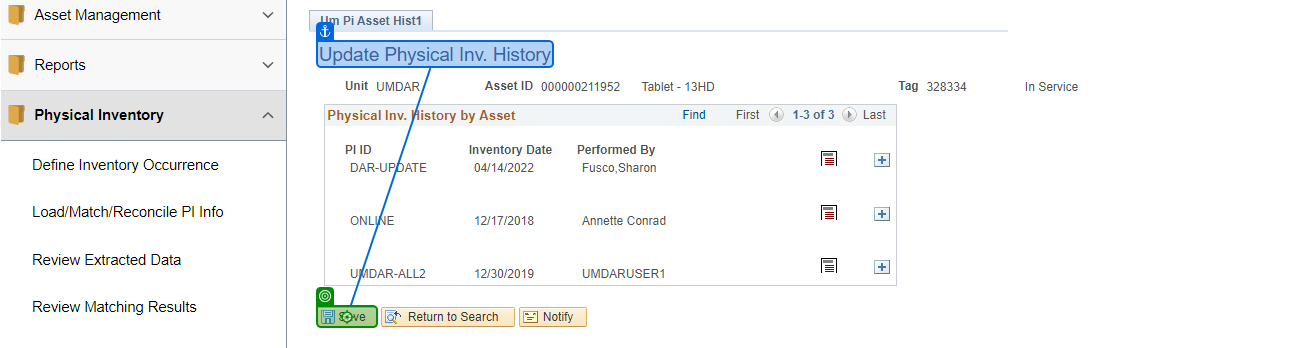 Asset Management
Reports
Physical Inventory
Define Inventory Occurrence
Load/Match/Reconcile PI Info
Review Extracted Data
Review Matching Results
Um Pi Asset Hist1
Update Physical Inv. History
Unit UMDAR Asset ID 000000211952 Tablet - 13HD Tag 328334 In Service
Physical Inv. History by Asset Find First 1-3 of 3 Last
PI ID Inventory Date Performed By
DAR-UPDATE 04/14/2022 Fusco,Sharon
ONLINE 12/17/2018 Annette Conrad
UMDAR-ALL2 12/30/2019 UMDARUSER1
Save Return to Search Notify